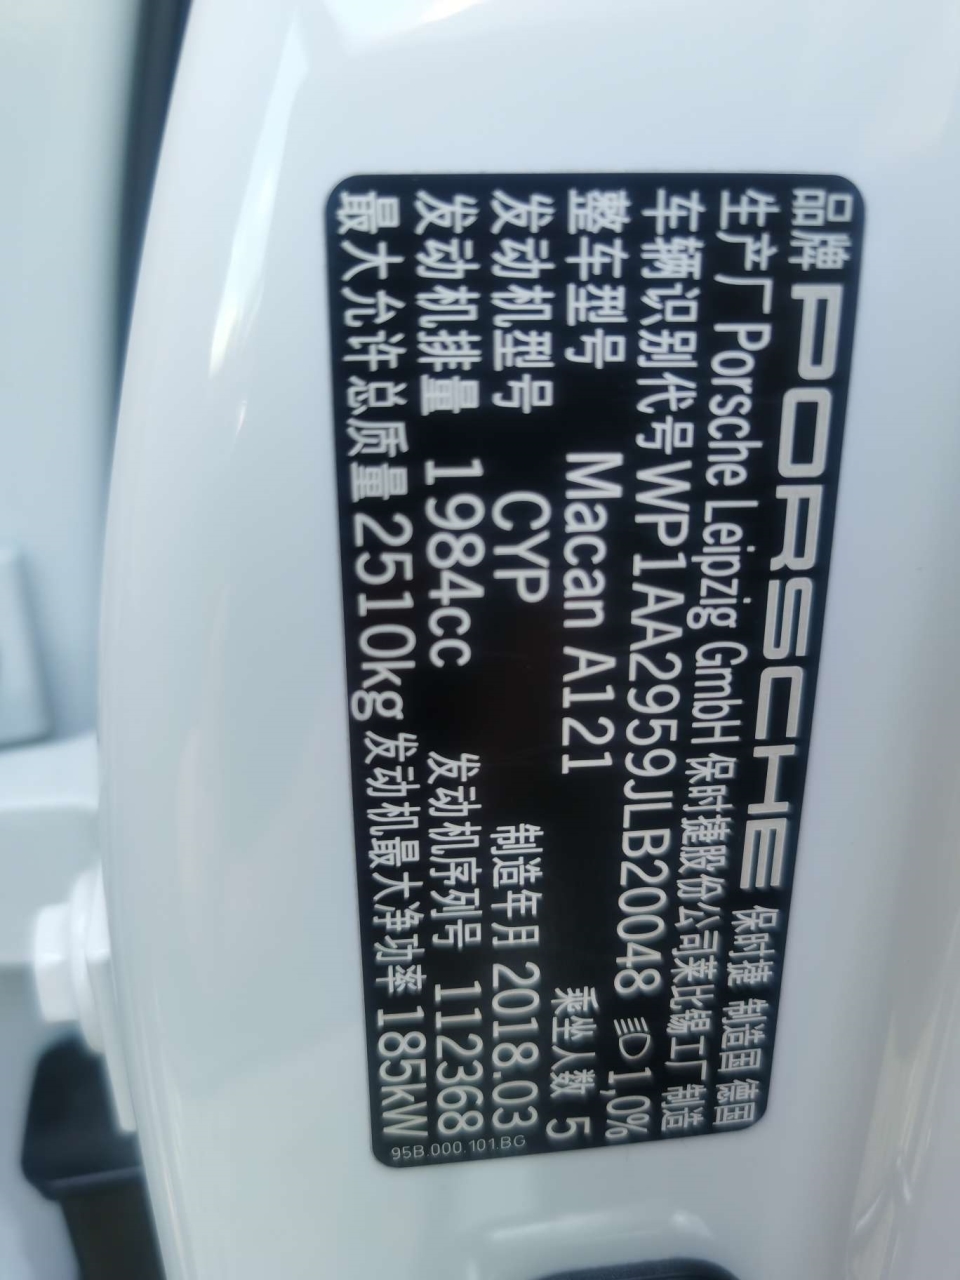 品牌 PORSCHE 保时捷 制造国 德国
生产厂 Porsche Leipzig GmbH 保时捷股份公司莱比锡工厂 制造
车辆识别代号 WP1AA2959JLB20048 1,0%
整车型号 Macan A121 乘坐人数 5
发动机型号 CYP 制造年月 2018.03
发动机排量 1984cc 发动机序列号 112368
最大允许总质量 2510kg 发动机最大净功率 185kW
95B.000.101.BG